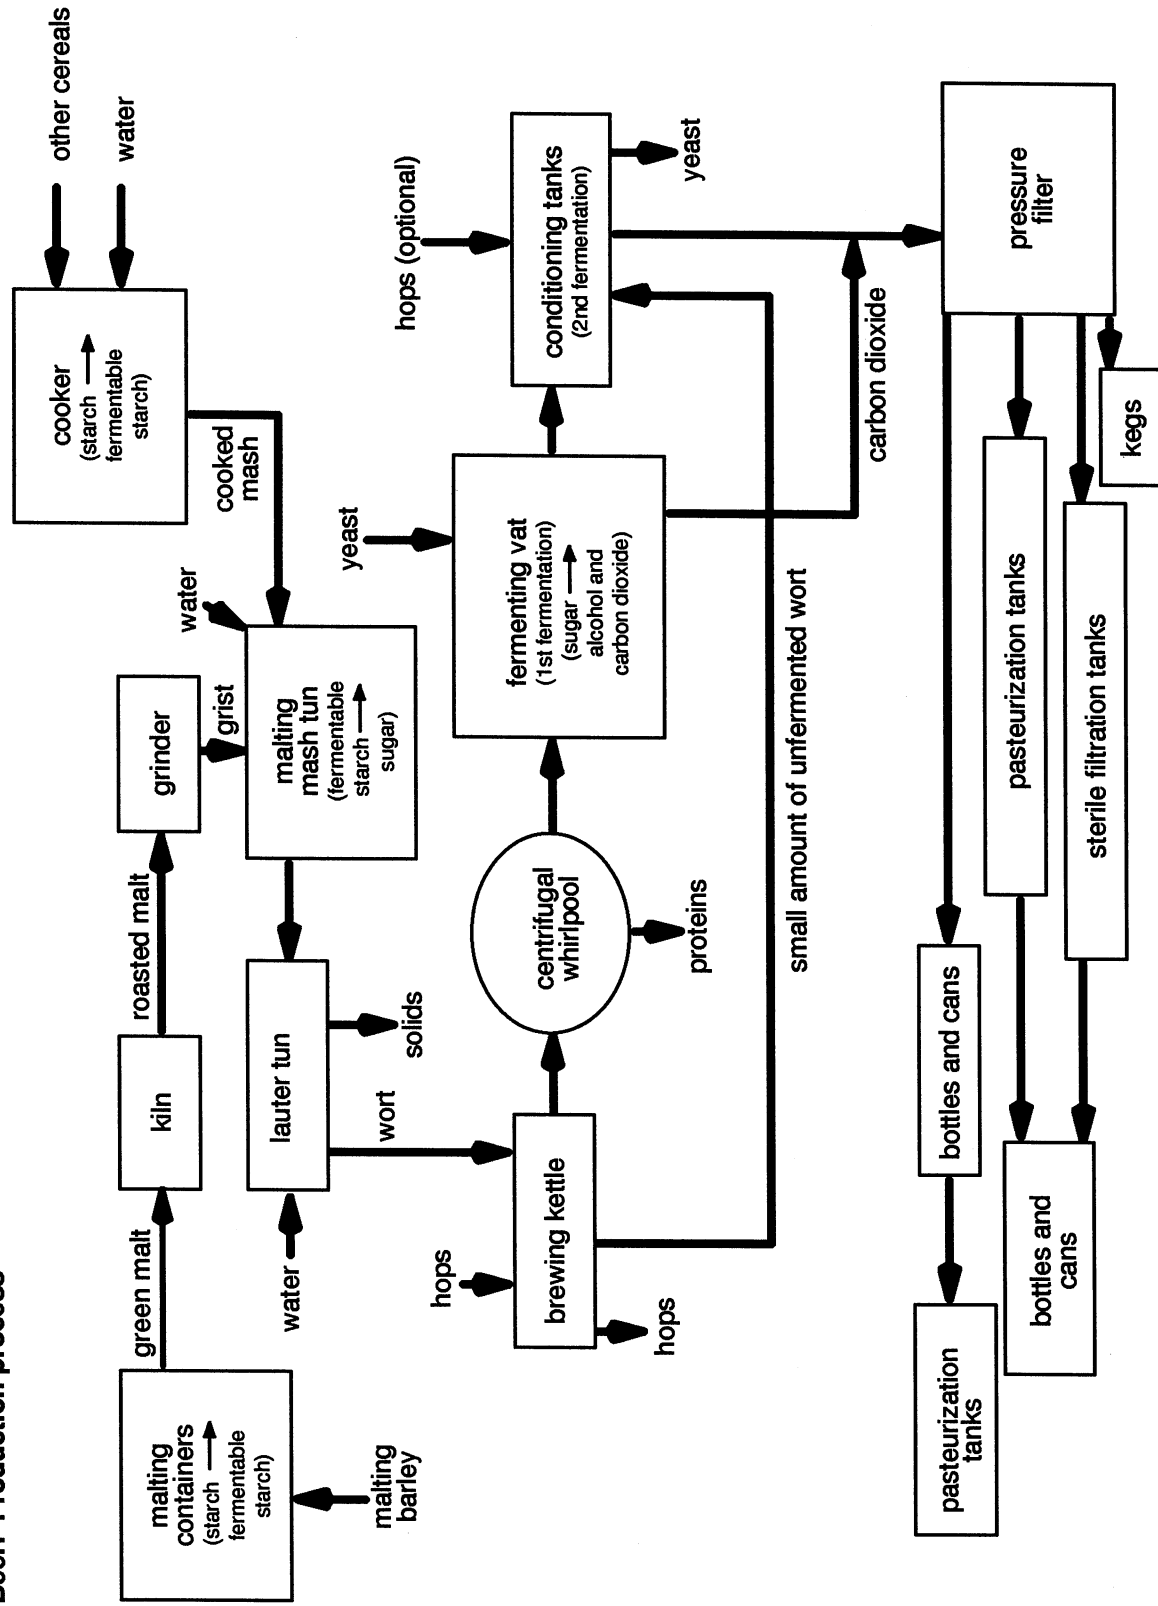 Beer: Production process
other cereals
water
cooker
(starch
fermentable
starch)
cooked
mash
water
grinder
grist
roasted malt
kiln
green malt
malting
containers
(starch
fermentable
starch)
malting
barley
malting
mash tun
(fermentable
starch
sugar)
lauter tun
water
solids
wort
hops
brewing kettle
hops
centrifugal
whirlpool
proteins
yeast
fermenting vat
(1st fermentation)
(sugar
alcohol and
carbon dioxide)
hops (optional)
conditioning tanks
(2nd fermentation)
yeast
carbon dioxide
small amount of unfermented wort
pressure
filter
bottles and cans
pasteurization
tanks
pasteurization tanks
sterile filtration tanks
bottles and
cans
kegs